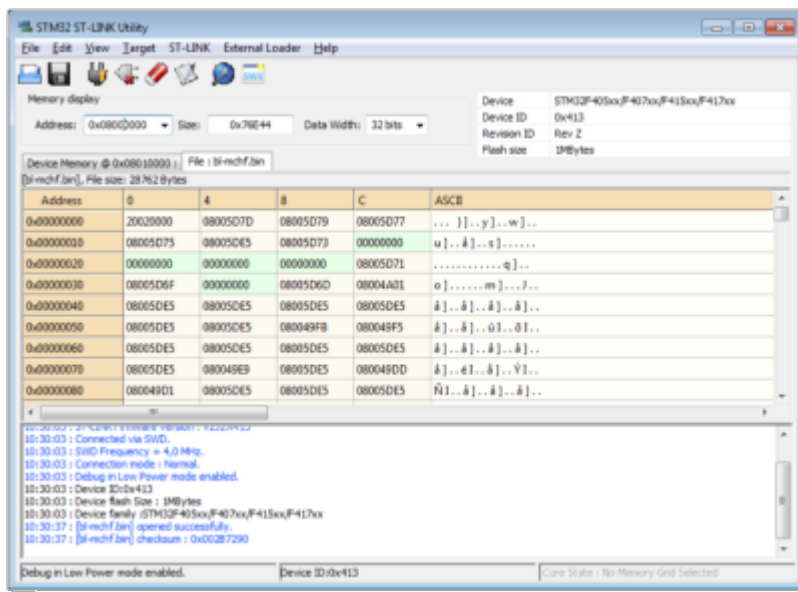 STM32 ST-LINK Utility
File Edit View Target ST-LINK External Loader Help
Memory display
Address: 0x08000000 Size: 0x76E44 Data Width: 32 bits
Device STM32F405xx/F407xx/F415xx/F417xx
Device ID 0x413
Revision ID Rev Z
Flash size 1MBytes
Device Memory @ 0x08010000 : File : bl-mchf.bin
[bl-mchf.bin], File size: 28762 Bytes
Address 0 4 8 C ASCII
0x00000000 20020000 08005D7D 08005D79 08005D77 ... }]..y]..w]..
0x00000010 08005D75 08005DE5 08005D73 00000000 u]..å]..s]......
0x00000020 00000000 00000000 00000000 08005D71 ............q]..
0x00000030 08005D6F 00000000 08005D6D 08004A01 o]......m]...J..
0x00000040 08005DE5 08005DE5 08005DE5 08005DE5 å]..å]..å]..å]..
0x00000050 08005DE5 08005DE5 080049FB 080049F5 å]..å]..ûI..õI..
0x00000060 08005DE5 08005DE5 08005DE5 08005DE5 å]..å]..å]..å]..
0x00000070 08005DE5 080049E9 08005DE5 080049DD å]..éI..å]..ÝI..
0x00000080 080049D1 08005DE5 08005DE5 08005DE5 ÑI..å]..å]..å]..
10:30:03 : Connected via SWD.
10:30:03 : SWD Frequency = 4,0 MHz.
10:30:03 : Connection mode : Normal.
10:30:03 : Debug in Low Power mode enabled.
10:30:03 : Device ID:0x413
10:30:03 : Device flash Size : 1MBytes
10:30:03 : Device family :STM32F405xx/F407xx/F415xx/F417xx
10:30:37 : [bl-mchf.bin] opened successfully.
10:30:37 : [bl-mchf.bin] checksum : 0x002B7290
Debug in Low Power mode enabled. Device ID:0x413 Core State : No Memory Grid Selected